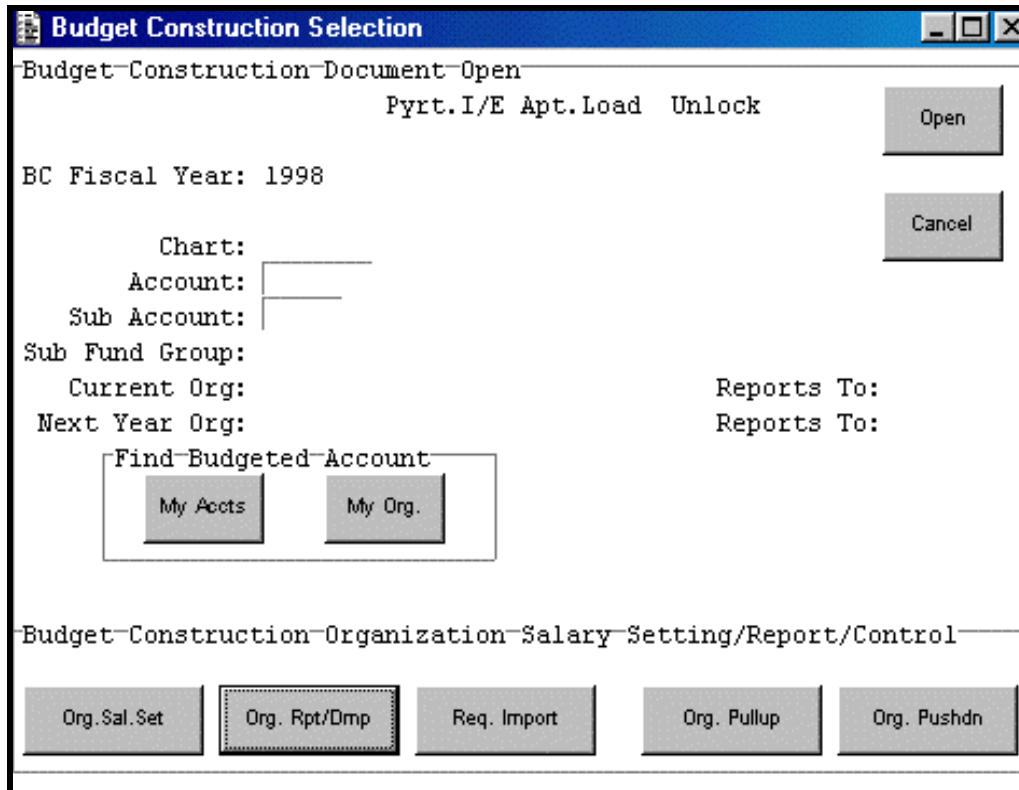 Budget Construction Selection
Budget Construction Document Open
Pyrt.I/E Apt.Load Unlock
Open
BC Fiscal Year: 1998
Cancel
Chart:
Account:
Sub Account:
Sub Fund Group:
Current Org: Reports To:
Next Year Org: Reports To:
Find Budgeted Account
My Accts My Org.
Budget Construction Organization Salary Setting/Report/Control
Org.Sal.Set Org. Rpt/Dmp Req. Import Org. Pullup Org. Pushdn